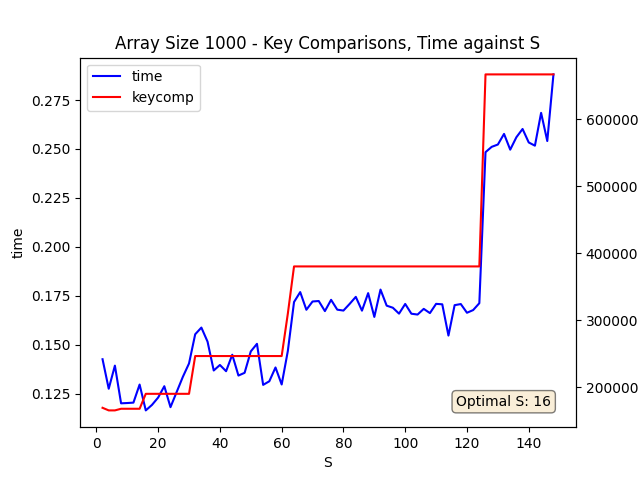 Array Size 1000 - Key Comparisons, Time against S
time
keycomp
0.275
0.250
0.225
0.200
0.175
0.150
0.125
time
600000
500000
400000
300000
200000
Optimal S: 16
0 20 40 60 80 100 120 140
S